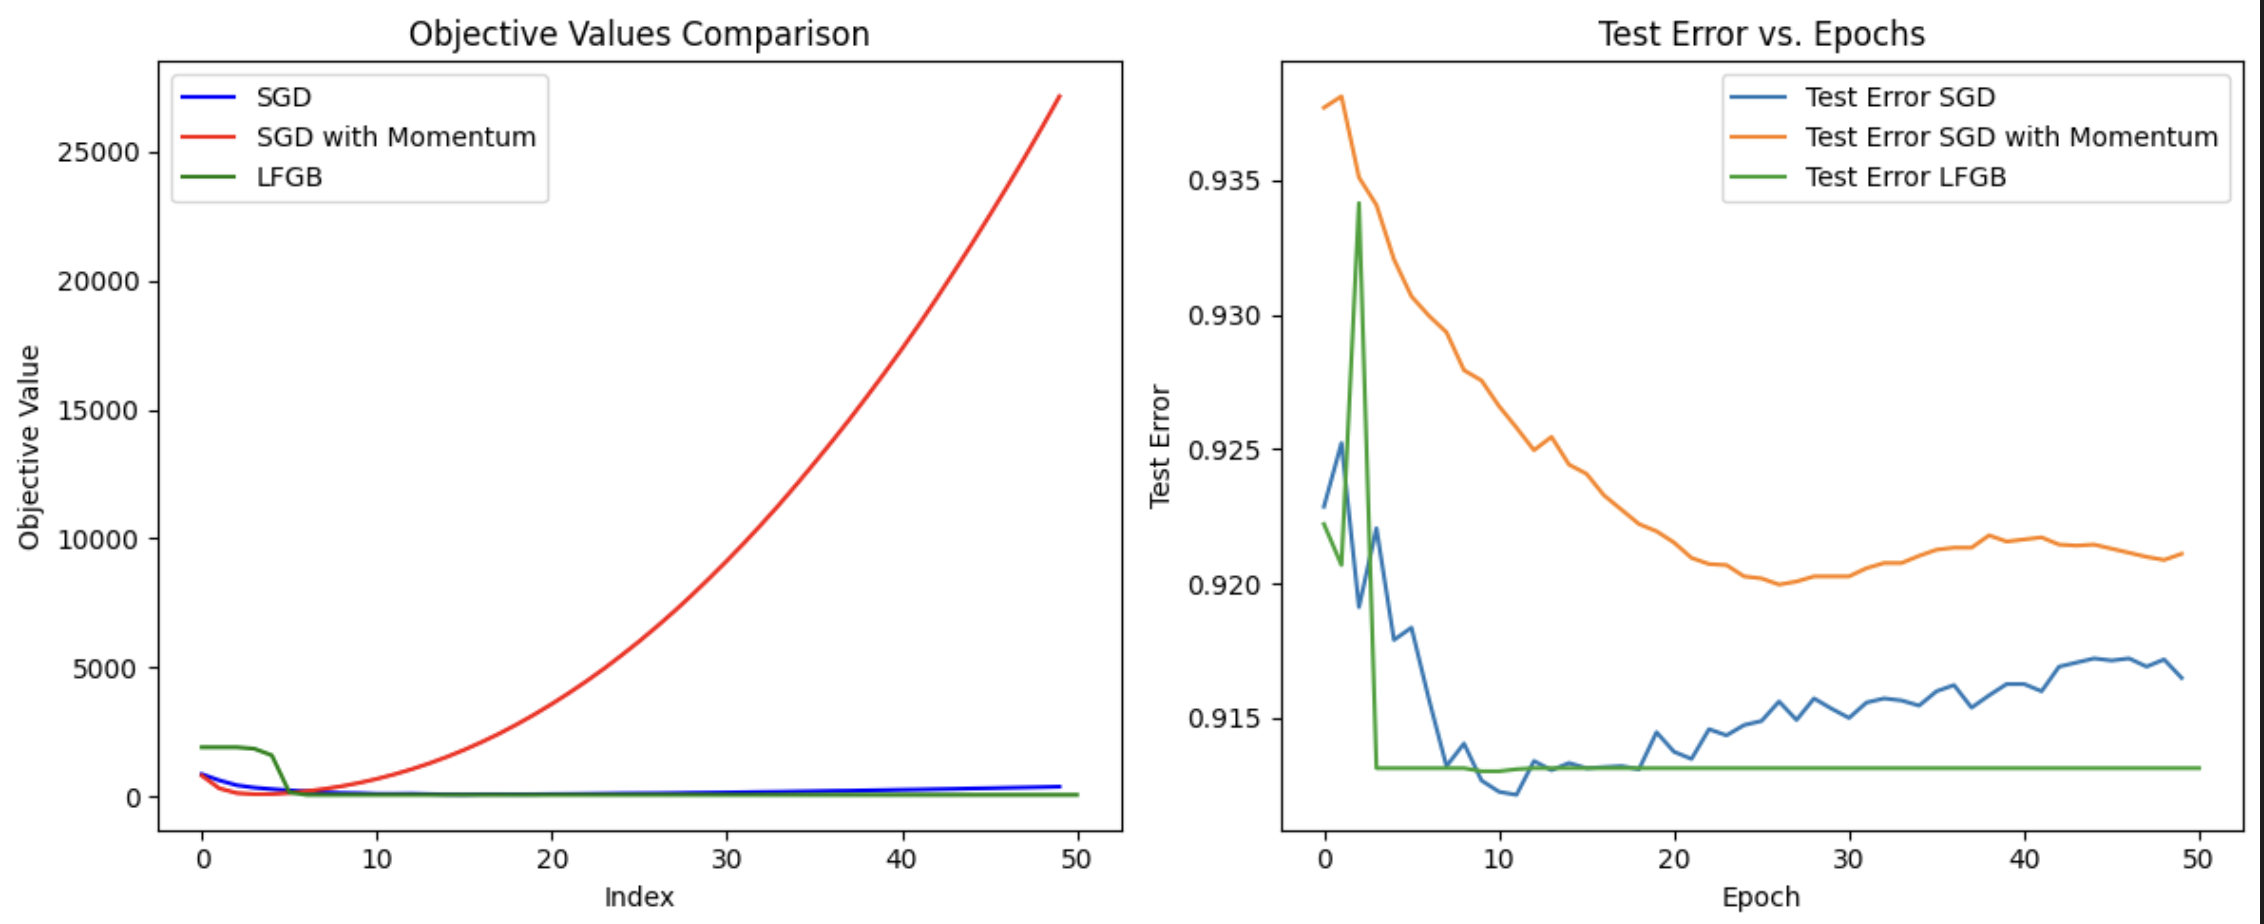 Objective Values Comparison
SGD
SGD with Momentum
LFGB
25000
20000
15000
10000
5000
0
Objective Value
0 10 20 30 40 50
Index
Test Error vs. Epochs
Test Error SGD
Test Error SGD with Momentum
Test Error LFGB
0.935
0.930
0.925
0.920
0.915
Test Error
0 10 20 30 40 50
Epoch